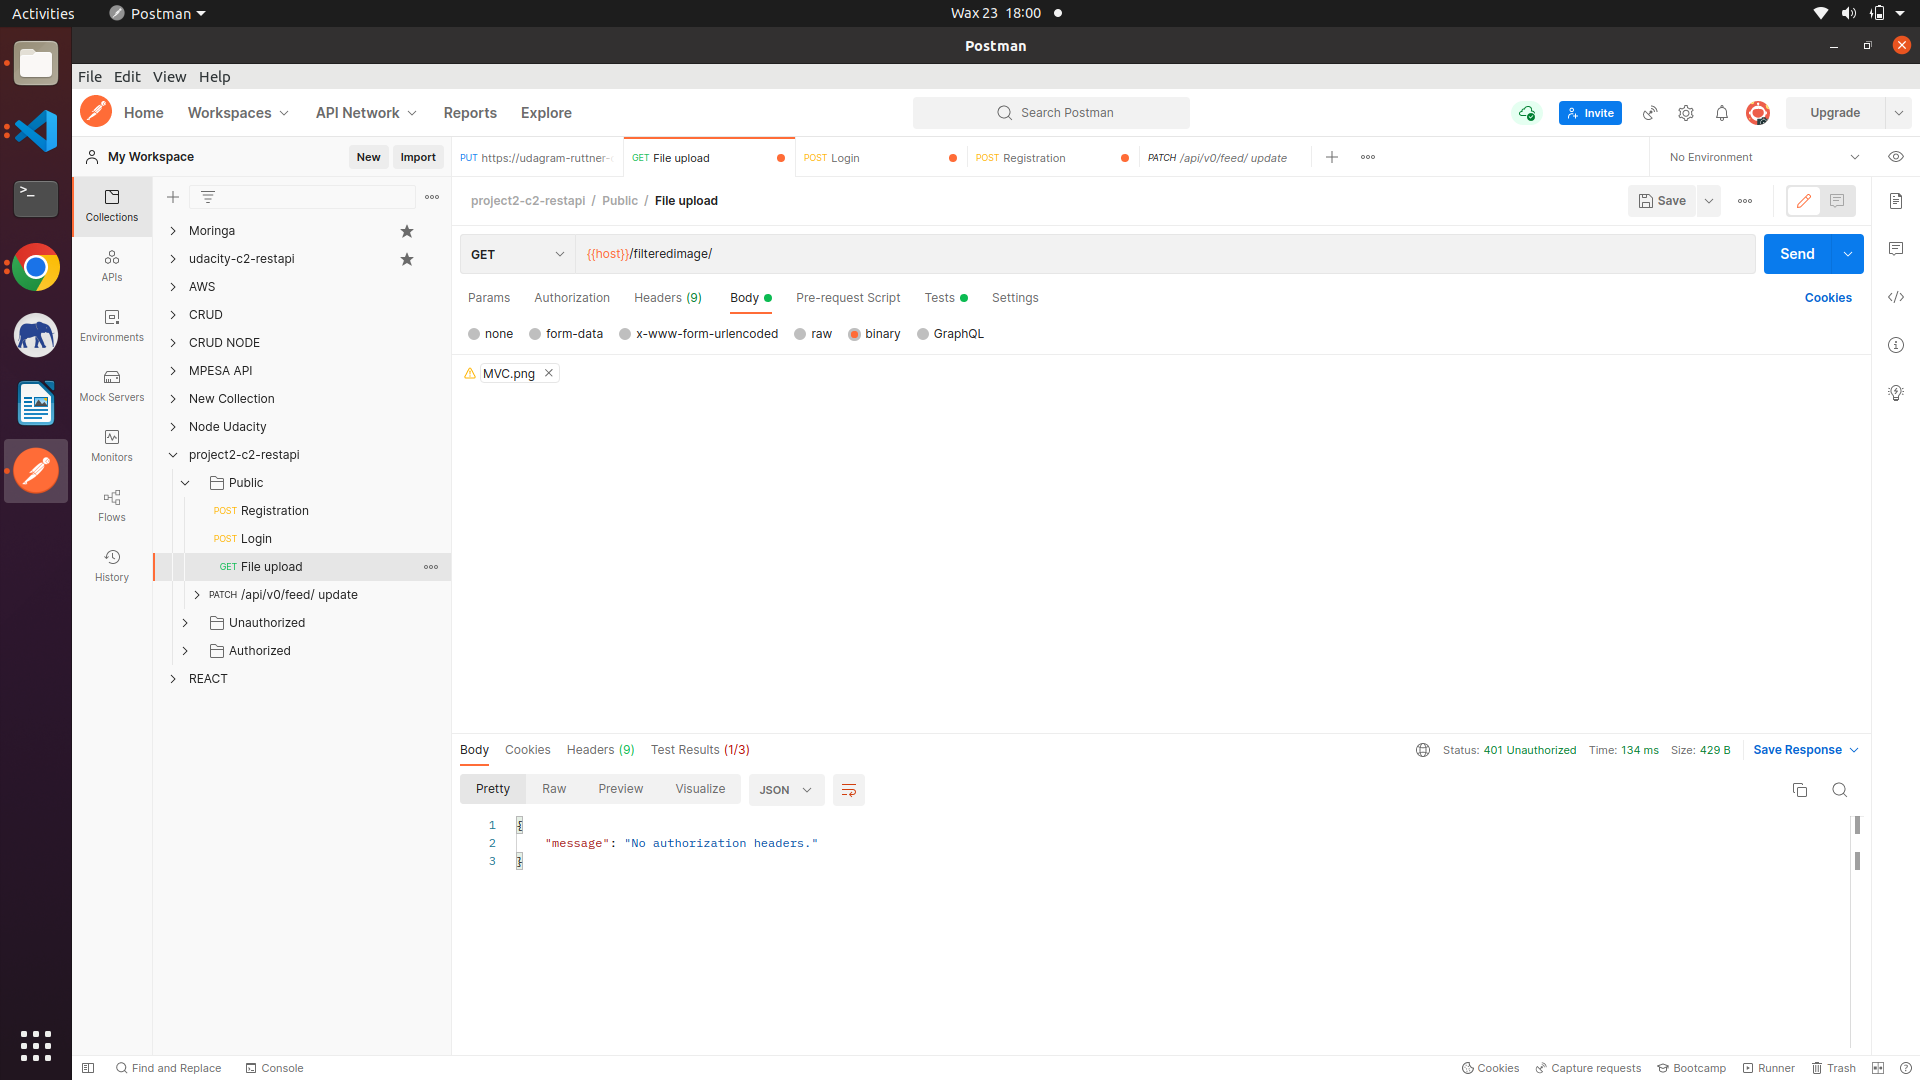 Activities
Postman
Wax 23 18:00
Postman
File Edit View Help
Home
Workspaces
API Network
Reports
Explore
Search Postman
Invite
Upgrade
My Workspace
New
Import
PUT https://udagram-ruttner-
GET File upload
POST Login
POST Registration
PATCH /api/v0/feed/ update
No Environment
Collections
APIs
Environments
Mock Servers
Monitors
Flows
History
Moringa
udacity-c2-restapi
AWS
CRUD
CRUD NODE
MPESA API
New Collection
Node Udacity
project2-c2-restapi
Public
POST Registration
POST Login
GET File upload
PATCH /api/v0/feed/ update
Unauthorized
Authorized
REACT
project2-c2-restapi / Public / File upload
Save
GET
{{host}}/filteredimage/
Send
Params
Authorization
Headers (9)
Body
Pre-request Script
Tests
Settings
Cookies
none
form-data
x-www-form-urlencoded
raw
binary
GraphQL
MVC.png
Body
Cookies
Headers (9)
Test Results (1/3)
Status: 401 Unauthorized
Time: 134 ms
Size: 429 B
Save Response
Pretty
Raw
Preview
Visualize
JSON
1 {
2 "message": "No authorization headers."
3 }
Find and Replace
Console
Cookies
Capture requests
Bootcamp
Runner
Trash